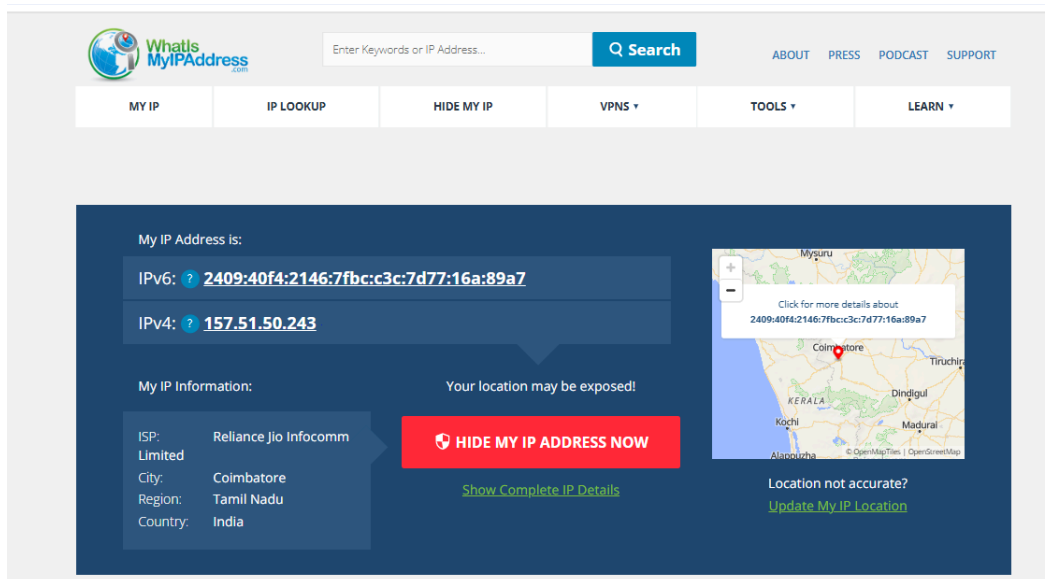 WhatIs
MyIPAddress
.com
Enter Keywords or IP Address...
Search
ABOUT PRESS PODCAST SUPPORT
MY IP IP LOOKUP HIDE MY IP VPNS TOOLS LEARN
My IP Address is:
IPv6: ? 2409:40f4:2146:7fbc:c3c:7d77:16a:89a7
IPv4: ? 157.51.50.243
My IP Information:
ISP: Reliance Jio Infocomm
Limited
City: Coimbatore
Region: Tamil Nadu
Country: India
Your location may be exposed!
HIDE MY IP ADDRESS NOW
Show Complete IP Details
+
−
Mysuru
Click for more details about
2409:40f4:2146:7fbc:c3c:7d77:16a:89a7
Coimbatore
Tiruchira
Dindigul
KERALA
Kochi
Madurai
Alappuzha
© OpenMapTiles | OpenStreetMap
Location not accurate?
Update My IP Location